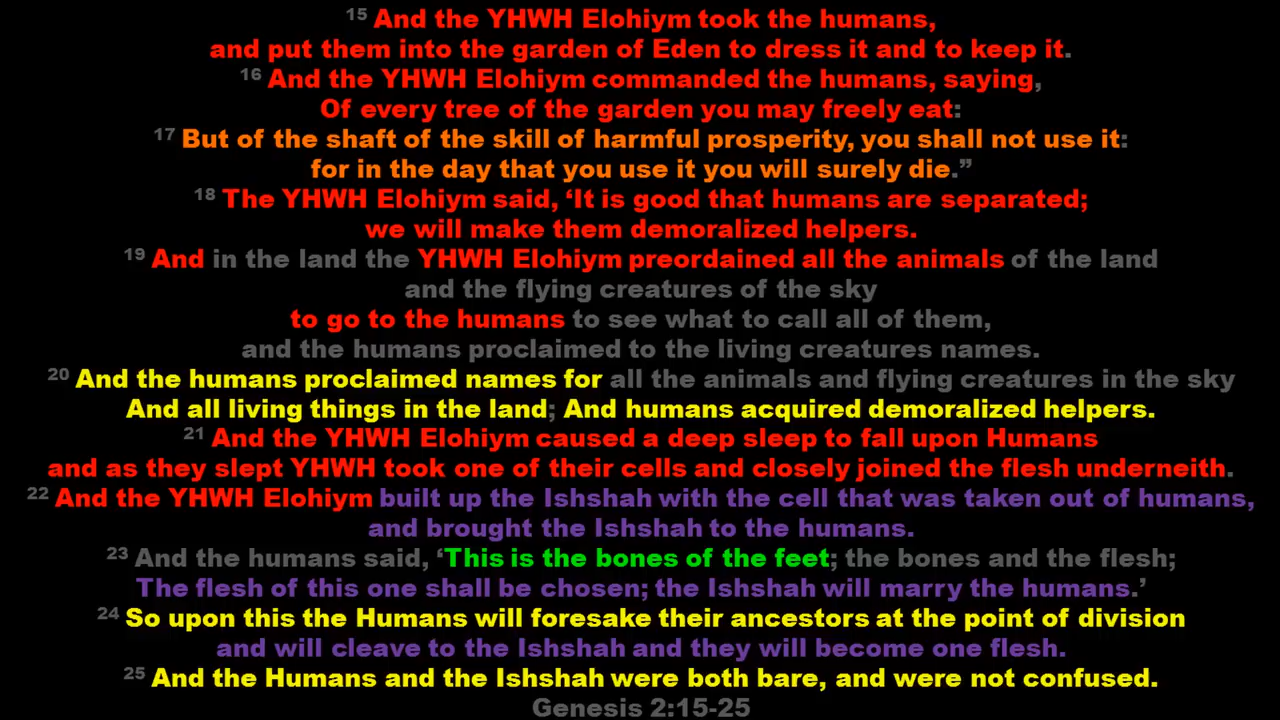 15 And the YHWH Elohiym took the humans,
and put them into the garden of Eden to dress it and to keep it.
16 And the YHWH Elohiym commanded the humans, saying,
Of every tree of the garden you may freely eat:
17 But of the shaft of the skill of harmful prosperity, you shall not use it:
for in the day that you use it you will surely die.”
18 The YHWH Elohiym said, ‘It is good that humans are separated;
we will make them demoralized helpers.
19 And in the land the YHWH Elohiym preordained all the animals of the land
and the flying creatures of the sky
to go to the humans to see what to call all of them,
and the humans proclaimed to the living creatures names.
20 And the humans proclaimed names for all the animals and flying creatures in the sky
And all living things in the land; And humans acquired demoralized helpers.
21 And the YHWH Elohiym caused a deep sleep to fall upon Humans
and as they slept YHWH took one of their cells and closely joined the flesh underneith.
22 And the YHWH Elohiym built up the Ishshah with the cell that was taken out of humans,
and brought the Ishshah to the humans.
23 And the humans said, ‘This is the bones of the feet; the bones and the flesh;
The flesh of this one shall be chosen; the Ishshah will marry the humans.’
24 So upon this the Humans will foresake their ancestors at the point of division
and will cleave to the Ishshah and they will become one flesh.
25 And the Humans and the Ishshah were both bare, and were not confused.
Genesis 2:15-25